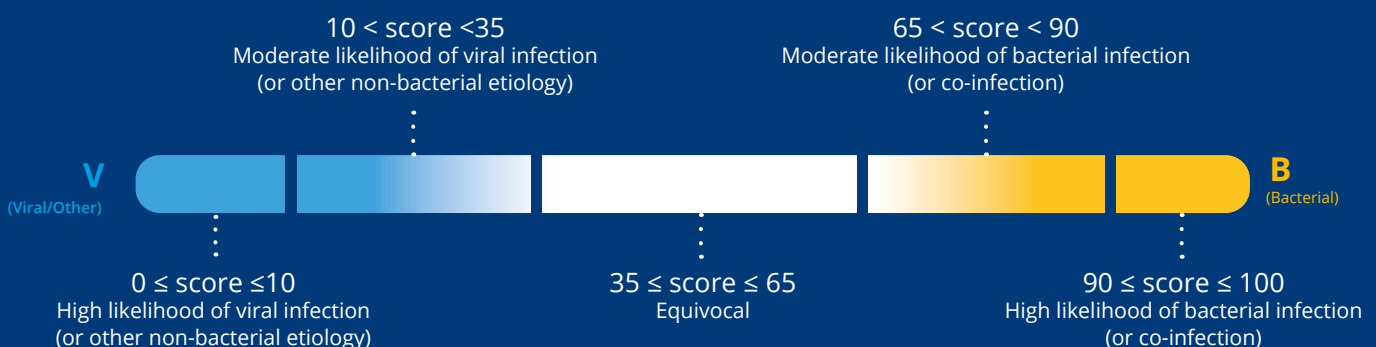 10 < score <35
Moderate likelihood of viral infection
(or other non-bacterial etiology)
65 < score < 90
Moderate likelihood of bacterial infection
(or co-infection)
V
(Viral/Other)
B
(Bacterial)
0 ≤ score ≤10
High likelihood of viral infection
(or other non-bacterial etiology)
35 ≤ score ≤ 65
Equivocal
90 ≤ score ≤ 100
High likelihood of bacterial infection
(or co-infection)